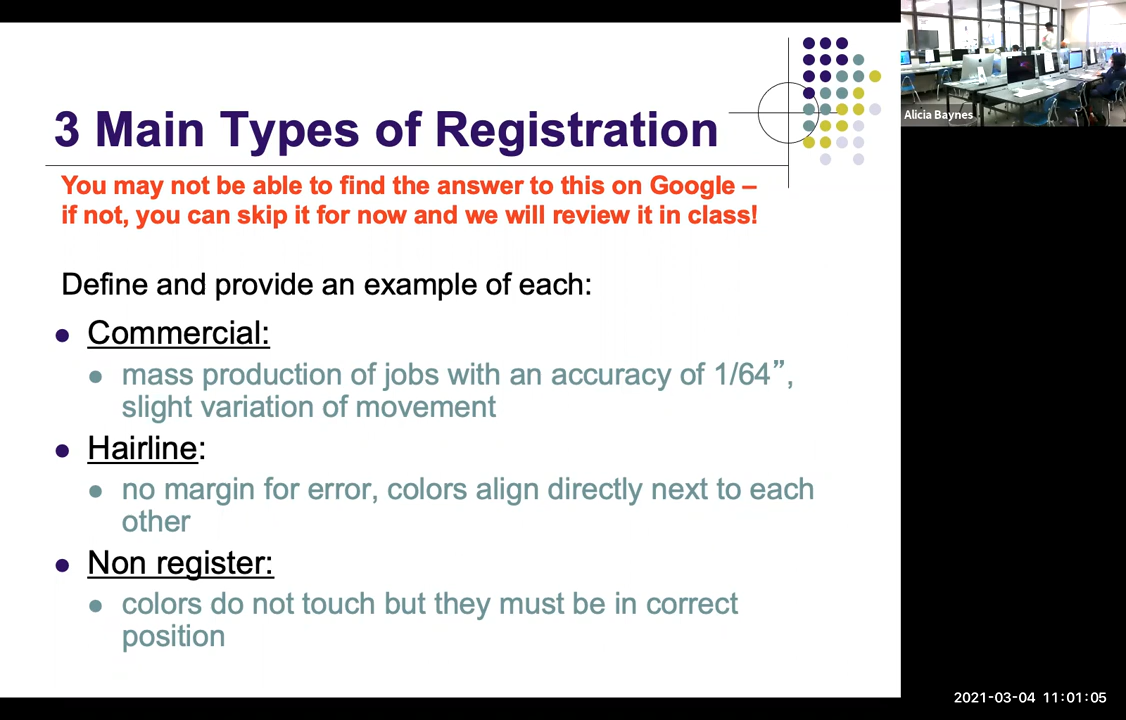 3 Main Types of Registration
You may not be able to find the answer to this on Google –
if not, you can skip it for now and we will review it in class!
Define and provide an example of each:
Commercial:
mass production of jobs with an accuracy of 1/64”,
slight variation of movement
Hairline:
no margin for error, colors align directly next to each
other
Non register:
colors do not touch but they must be in correct
position
Alicia Baynes
2021-03-04 11:01:05